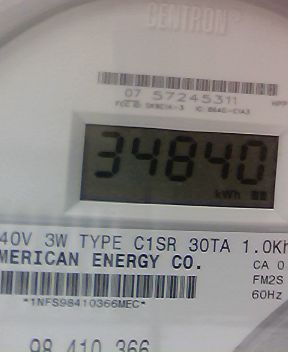 CENTRON
07 57245311
34840
kWh
40V 3W TYPE C1SR 30TA 1.0Kh
MERICAN ENERGY CO.
CA 0
FM2S
60Hz
*1NFS98410366MEC*
98 410 366